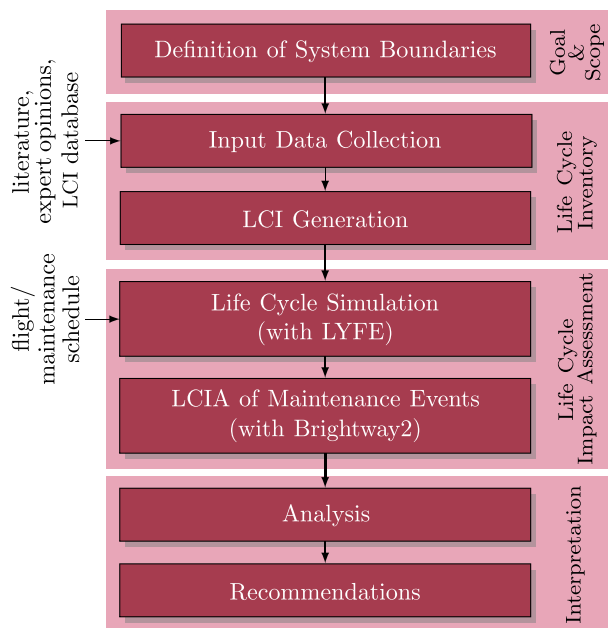 Definition of System Boundaries
Goal
&
Scope
literature,
expert opinions,
LCI database
Input Data Collection
LCI Generation
Life Cycle
Inventory
flight/
maintenance
schedule
Life Cycle Simulation
(with LYFE)
LCIA of Maintenance Events
(with Brightway2)
Life Cycle
Impact Assessment
Analysis
Recommendations
Interpretation